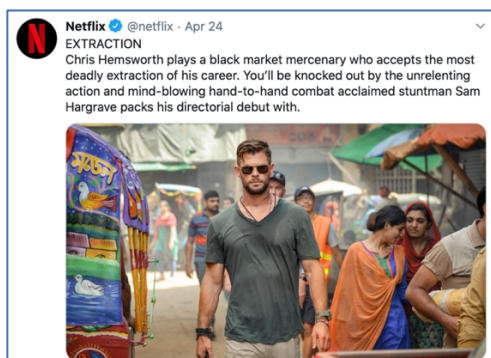 Netflix @netflix · Apr 24
EXTRACTION
Chris Hemsworth plays a black market mercenary who accepts the most
deadly extraction of his career. You'll be knocked out by the unrelenting
action and mind-blowing hand-to-hand combat acclaimed stuntman Sam
Hargrave packs his directorial debut with.
মডেল